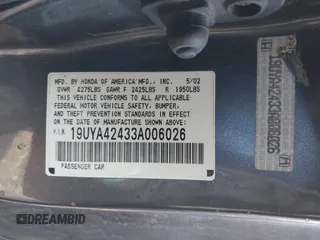 MFD. BY HONDA OF AMERICA MFG., INC. 5/02
GVWR 4275LBS GAWR F 2425LBS R 1950LBS
THIS VEHICLE CONFORMS TO ALL APPLICABLE
FEDERAL MOTOR VEHICLE SAFETY, BUMPER,
AND THEFT PREVENTION STANDARDS IN EFFECT
ON THE DATE OF MANUFACTURE SHOWN ABOVE.
V.I.N. 19UYA42433A006026
PASSENGER CAR
19UYA42433A006026
DREAMBID